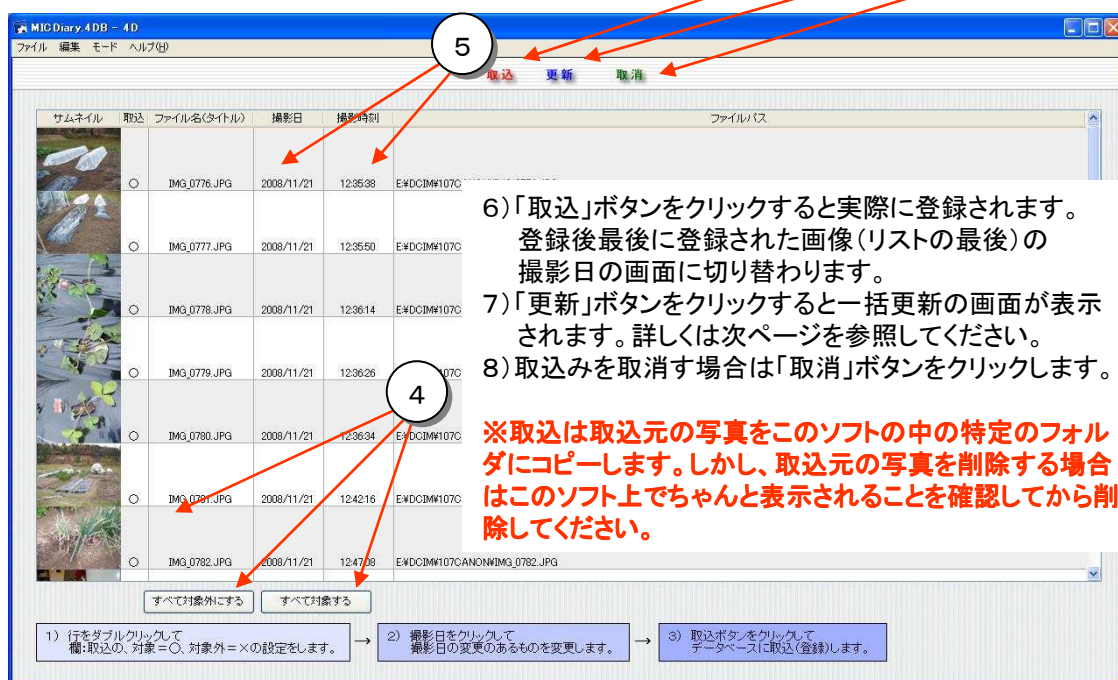 MIC Diary.4DB - 4D
ファイル 編集 モード ヘルプ(H)
⑤
取込 更新 取消
サムネイル 取込 ファイル名(タイトル) 撮影日 撮影時刻 ファイルパス
○ IMG_0776.JPG 2008/11/21 12:35:38
○ IMG_0777.JPG 2008/11/21 12:35:50 E:¥DCIM¥107C
○ IMG_0778.JPG 2008/11/21 12:36:14 E:¥DCIM¥107C
○ IMG_0779.JPG 2008/11/21 12:36:26
○ IMG_0780.JPG 2008/11/21 12:36:34 E:¥DCIM¥107C
○ IMG_0781.JPG 2008/11/21 12:42:16 E:¥DCIM¥107C
○ IMG_0782.JPG 2008/11/21 12:47:08 E:¥DCIM¥107CANON¥IMG_0782.JPG
6)「取込」ボタンをクリックすると実際に登録されます。
登録後最後に登録された画像(リストの最後)の
撮影日の画面に切り替わります。
7)「更新」ボタンをクリックすると一括更新の画面が表示
されます。詳しくは次ページを参照してください。
8)取込みを取消す場合は「取消」ボタンをクリックします。
④
※取込は取込元の写真をこのソフトの中の特定のフォル
ダにコピーします。しかし、取込元の写真を削除する場合
はこのソフト上でちゃんと表示されることを確認してから削
除してください。
すべて対象外にする すべて対象する
1) 行をダブルクリックして
欄:取込の、対象=○、対象外=×の設定をします。
→
2) 撮影日をクリックして
撮影日の変更のあるものを変更します。
→
3) 取込ボタンをクリックして
データベースに取込(登録)します。